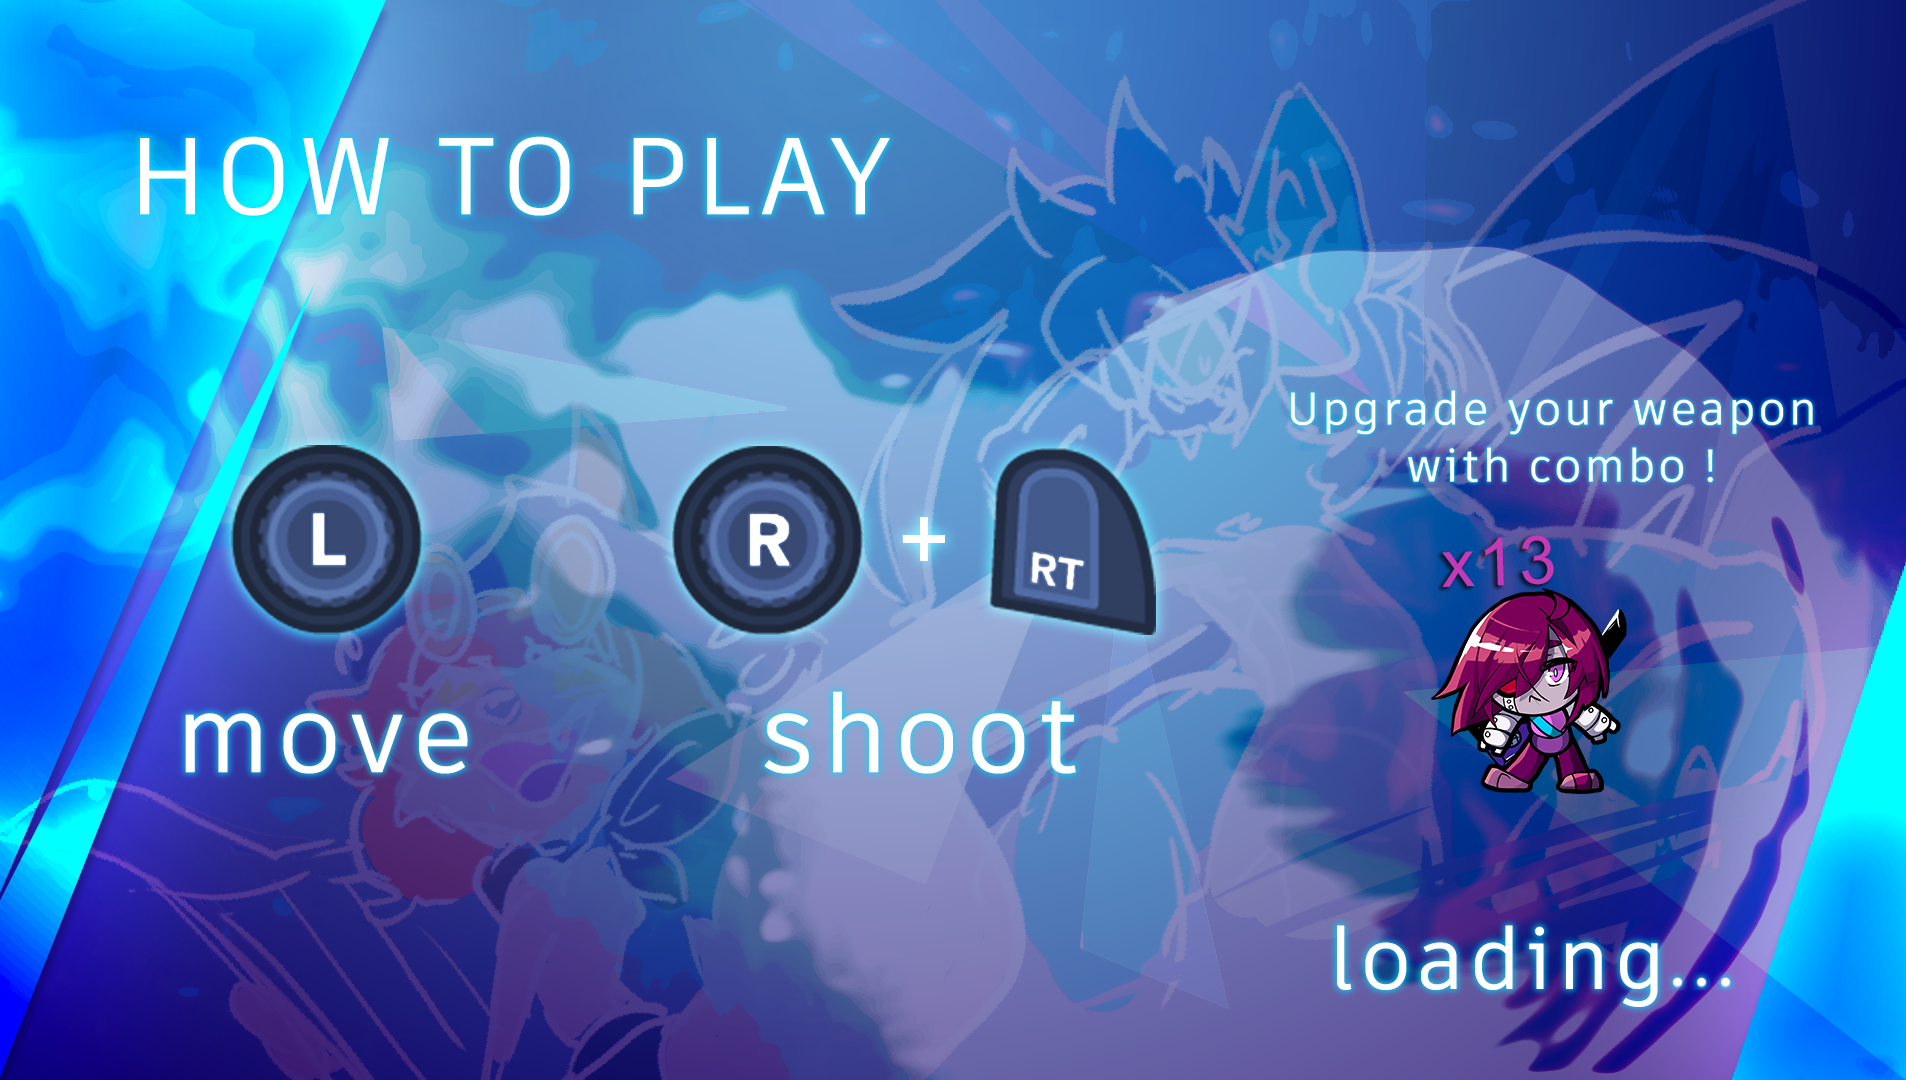 HOW TO PLAY
L
R + RT
move
shoot
Upgrade your weapon
with combo !
x13
loading...